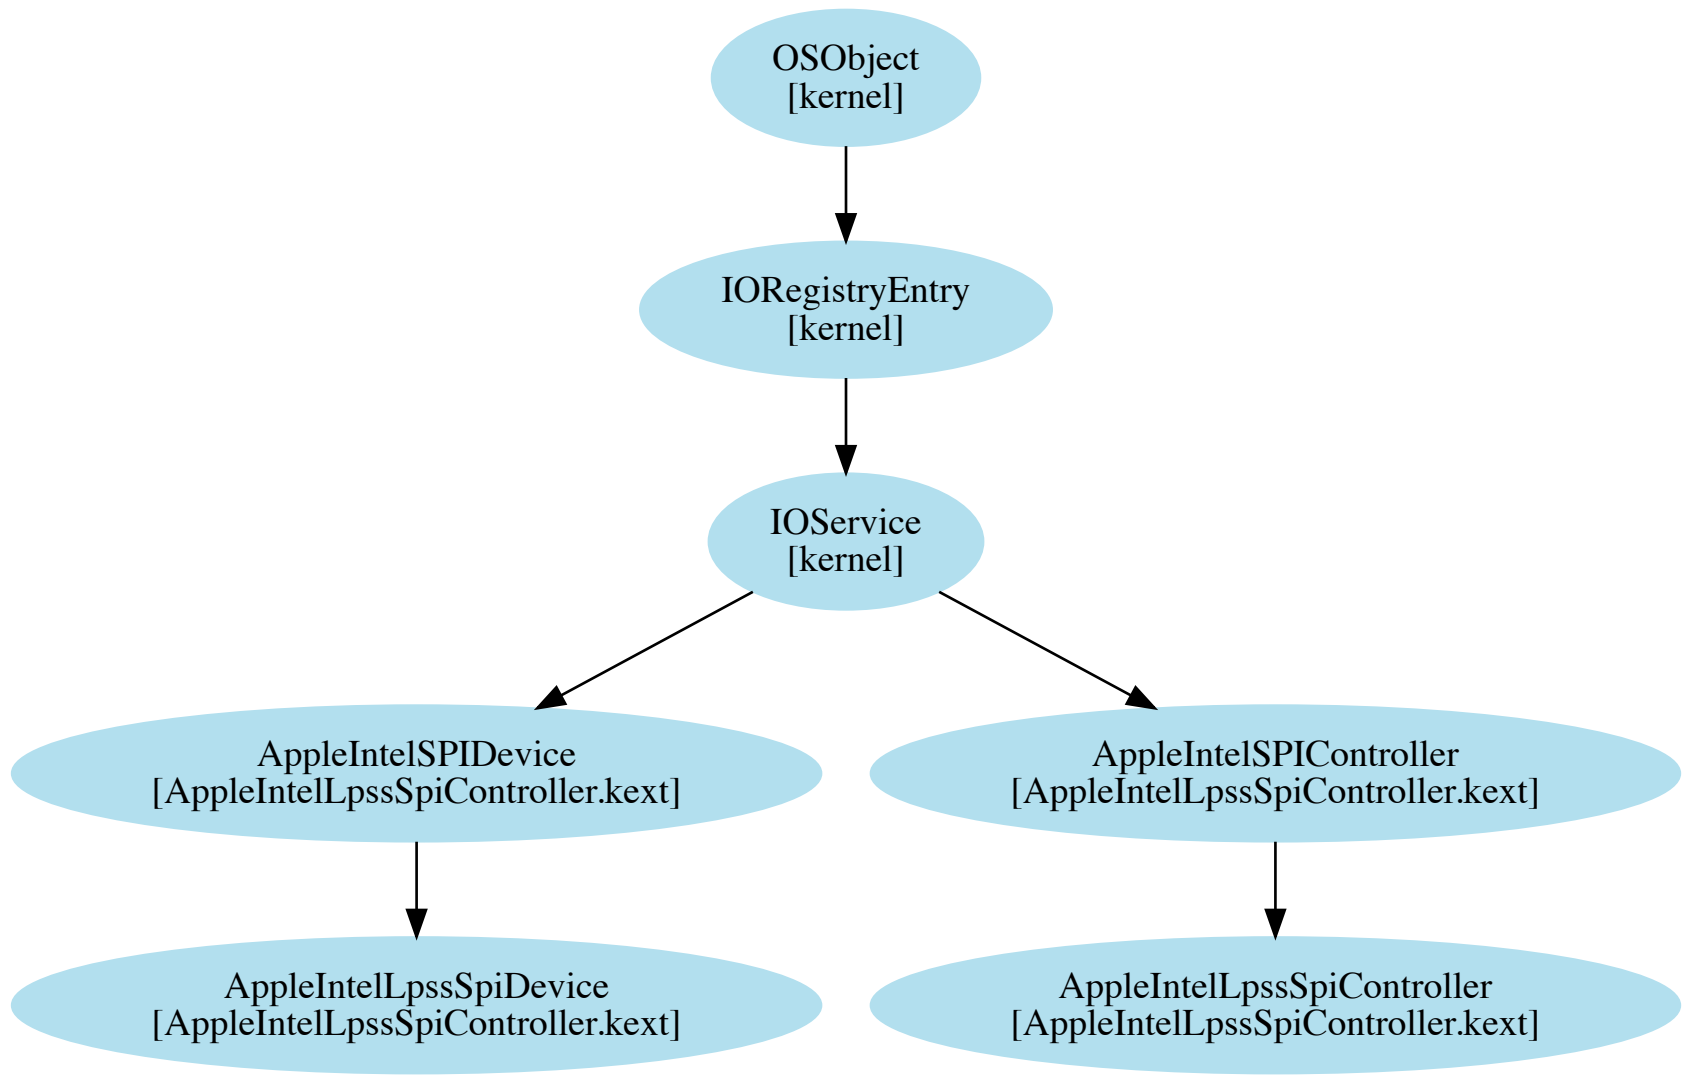 OSObject
[kernel]
IORegistryEntry
[kernel]
IOService
[kernel]
AppleIntelSPIDevice
[AppleIntelLpssSpiController.kext]
AppleIntelSPIController
[AppleIntelLpssSpiController.kext]
AppleIntelLpssSpiDevice
[AppleIntelLpssSpiController.kext]
AppleIntelLpssSpiController
[AppleIntelLpssSpiController.kext]